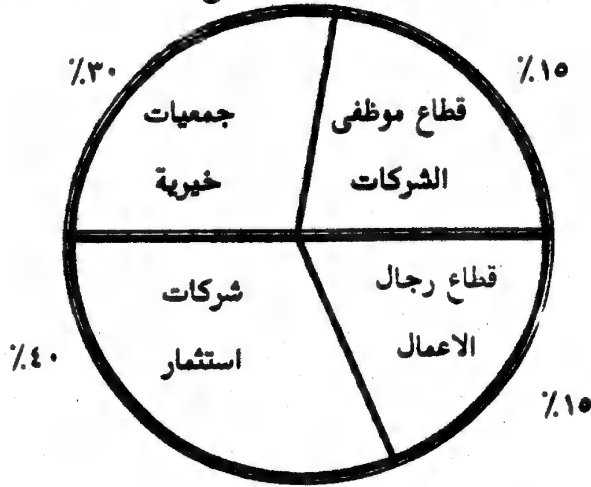 ٪١٥
قطاع موظفى
الشركات
٪٣٠
جمعيات
خيرية
قطاع رجال
الاعمال
٪١٥
شركات
استثمار
٪٤٠